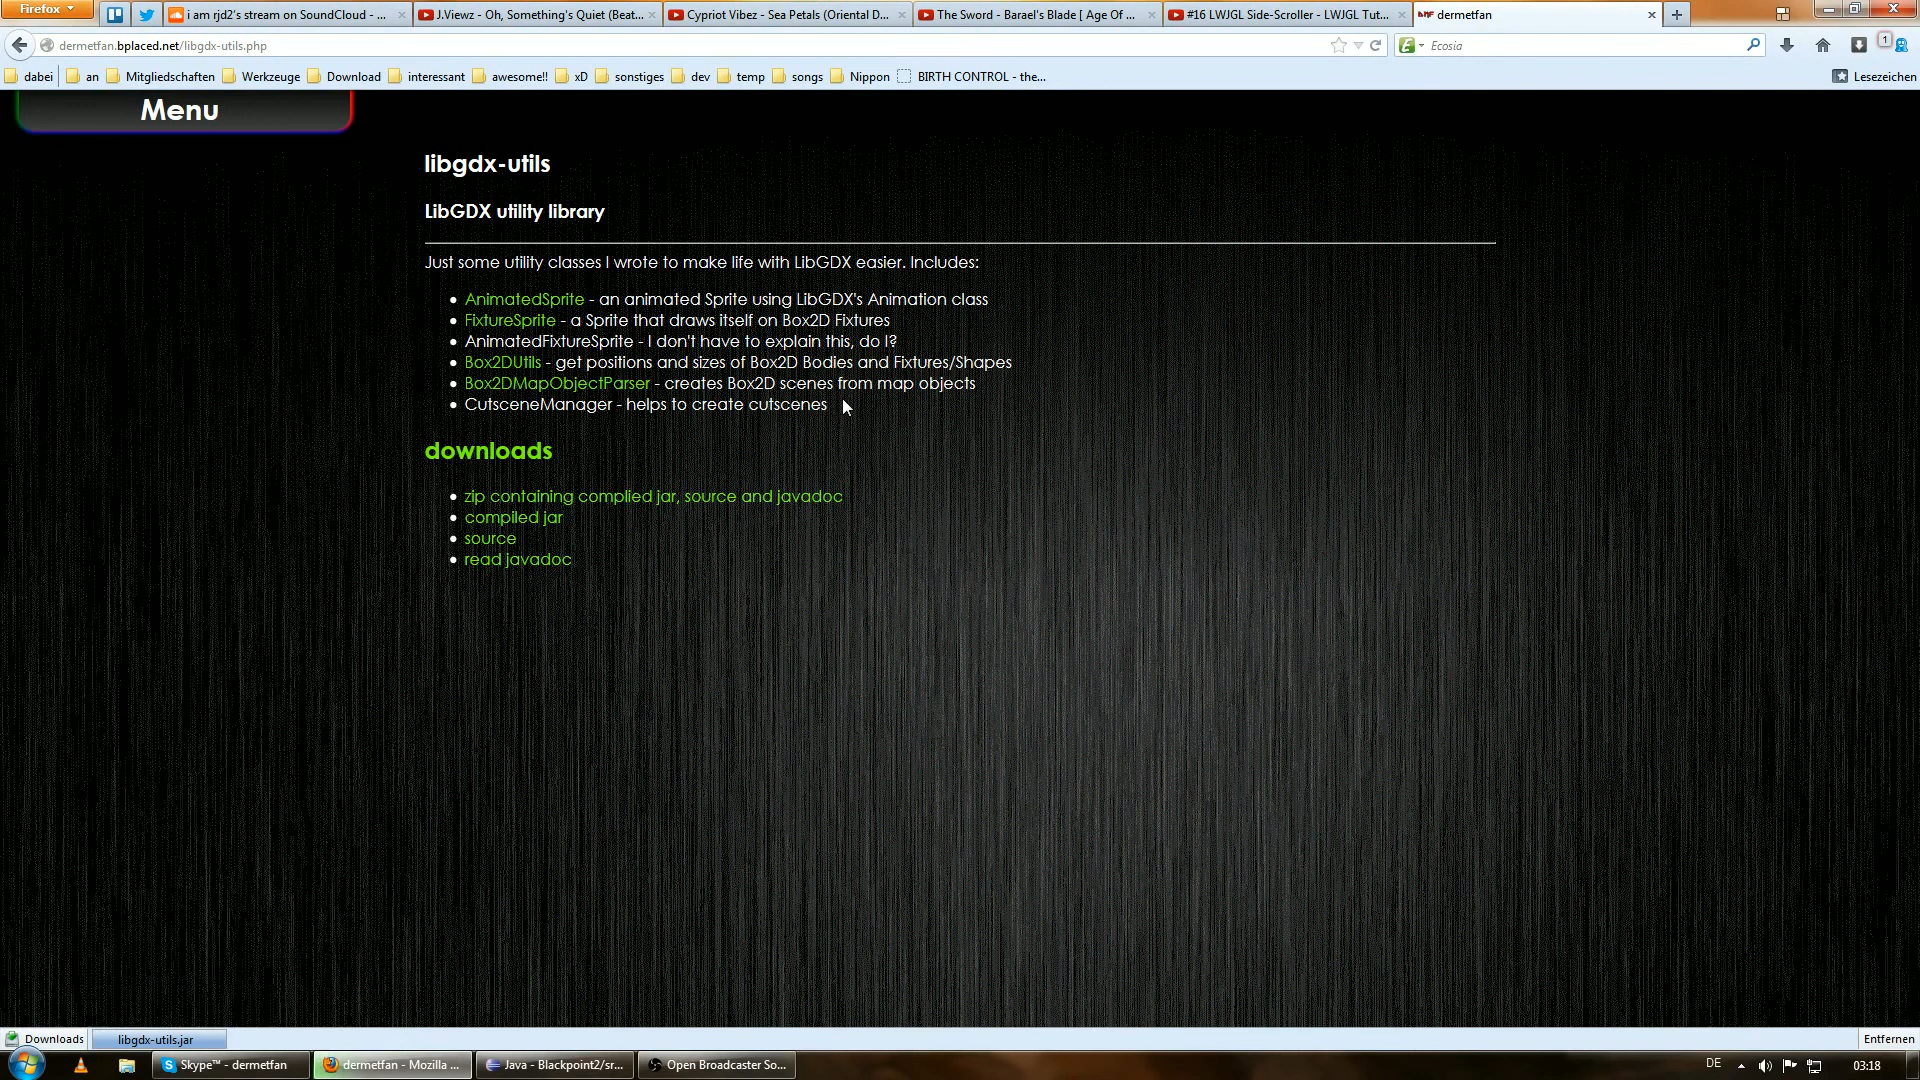 Firefox
i am rjd2's stream on SoundCloud - ...
J.Viewz - Oh, Something's Quiet (Beat...
Cypriot Vibez - Sea Petals (Oriental D...
The Sword - Barael's Blade [ Age Of ...
#16 LWJGL Side-Scroller - LWJGL Tut...
dermetfan
dermetfan.bplaced.net/libgdx-utils.php
Ecosia
1
dabei
an
Mitgliedschaften
Werkzeuge
Download
interessant
awesome!!
xD
sonstiges
dev
temp
songs
Nippon
BIRTH CONTROL - the...
Lesezeichen
Menu
libgdx-utils
LibGDX utility library
Just some utility classes I wrote to make life with LibGDX easier. Includes:
AnimatedSprite - an animated Sprite using LibGDX's Animation class
FixtureSprite - a Sprite that draws itself on Box2D Fixtures
AnimatedFixtureSprite - I don't have to explain this, do I?
Box2DUtils - get positions and sizes of Box2D Bodies and Fixtures/Shapes
Box2DMapObjectParser - creates Box2D scenes from map objects
CutsceneManager - helps to create cutscenes
downloads
zip containing complied jar, source and javadoc
compiled jar
source
read javadoc
Downloads
libgdx-utils.jar
Entfernen
Skype™ - dermetfan
dermetfan - Mozilla ...
Java - Blackpoint2/sr...
Open Broadcaster So...
DE
03:18